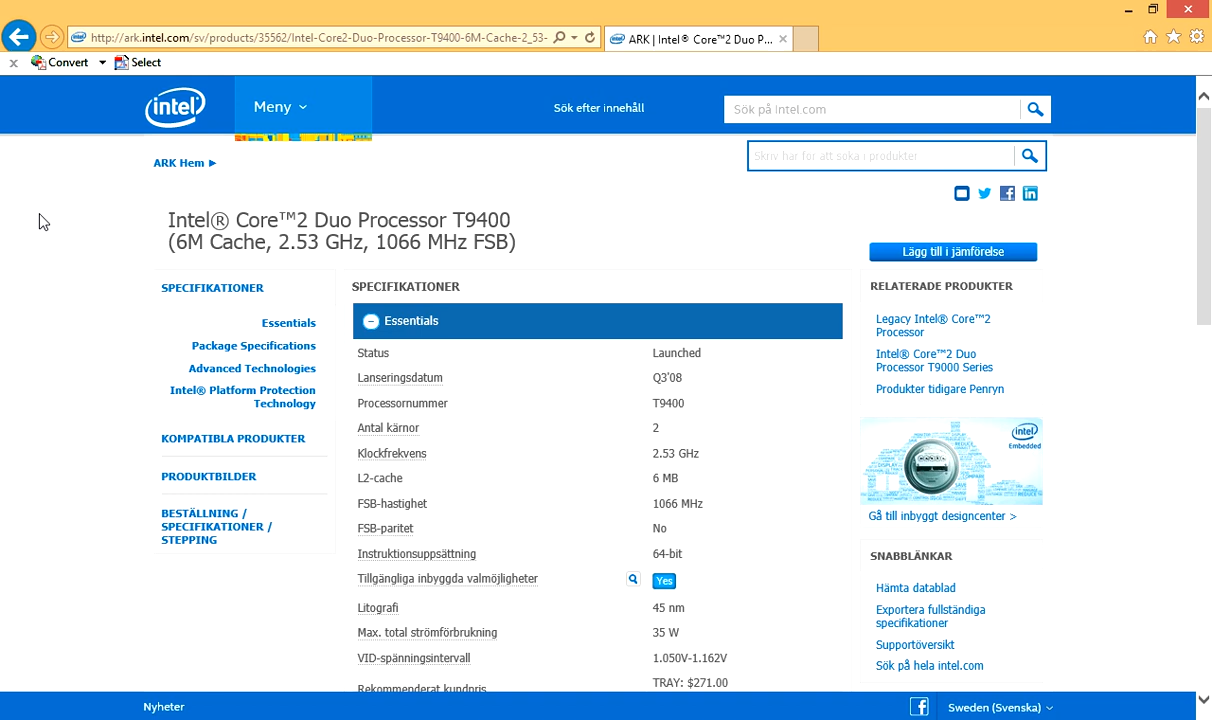 http://ark.intel.com/sv/products/35562/Intel-Core2-Duo-Processor-T9400-6M-Cache-2_53-
ARK | Intel® Core™2 Duo P...
x Convert Select
intel
Meny
Sök efter innehåll
Sök på Intel.com
ARK Hem
Skriv här för att söka i produkter
Intel® Core™2 Duo Processor T9400
(6M Cache, 2.53 GHz, 1066 MHz FSB)
Lägg till i jämförelse
SPECIFIKATIONER
Essentials
Package Specifications
Advanced Technologies
Intel® Platform Protection
Technology
KOMPATIBLA PRODUKTER
PRODUKTBILDER
BESTÄLLNING /
SPECIFIKATIONER /
STEPPING
SPECIFIKATIONER
Essentials
Status Launched
Lanseringsdatum Q3'08
Processornummer T9400
Antal kärnor 2
Klockfrekvens 2.53 GHz
L2-cache 6 MB
FSB-hastighet 1066 MHz
FSB-paritet No
Instruktionsuppsättning 64-bit
Tillgängliga inbyggda valmöjligheter Yes
Litografi 45 nm
Max. total strömförbrukning 35 W
VID-spänningsintervall 1.050V-1.162V
Rekommenderat kundpris TRAY: $271.00
RELATERADE PRODUKTER
Legacy Intel® Core™2
Processor
Intel® Core™2 Duo
Processor T9000 Series
Produkter tidigare Penryn
intel
Embedded
Gå till inbyggt designcenter >
SNABBLÄNKAR
Hämta datablad
Exportera fullständiga
specifikationer
Supportöversikt
Sök på hela intel.com
Nyheter
Sweden (Svenska)